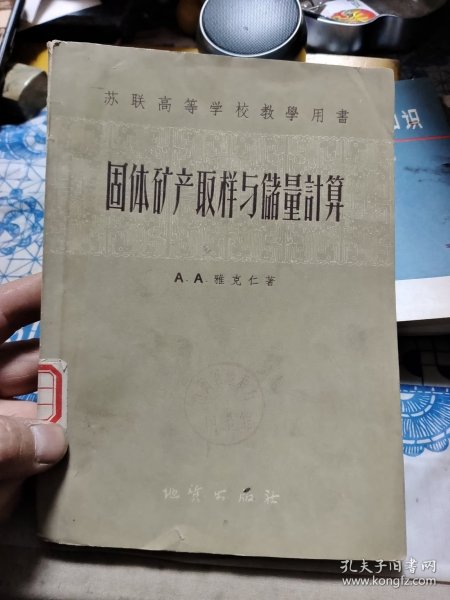 苏联高等学校教學用書
固体矿产取样与儲量計算
A.A.雅克仁著
地質出版社
识
孔夫子旧书网
www.kongfz.com